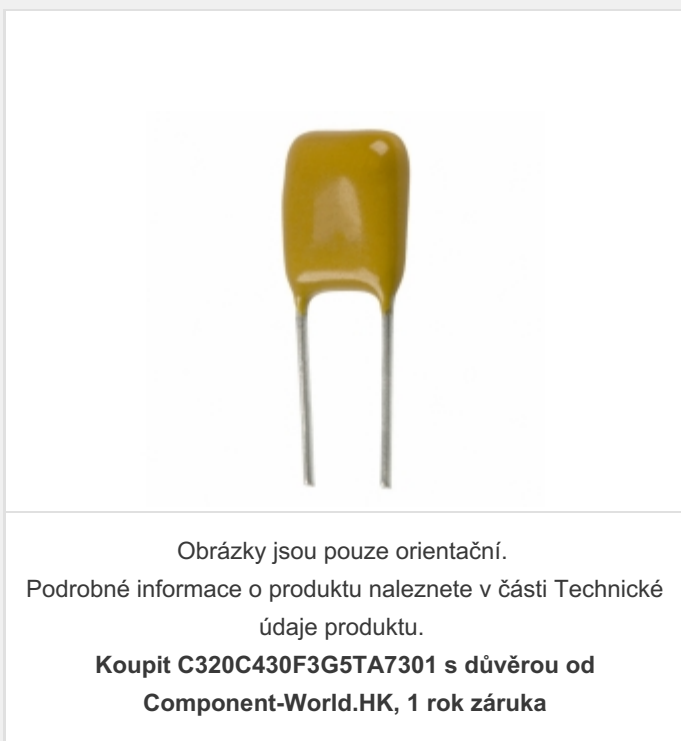 Obrázky jsou pouze orientační.
Podrobné informace o produktu naleznete v části Technické
údaje produktu.
Koupit C320C430F3G5TA7301 s důvěrou od
Component-World.HK, 1 rok záruka